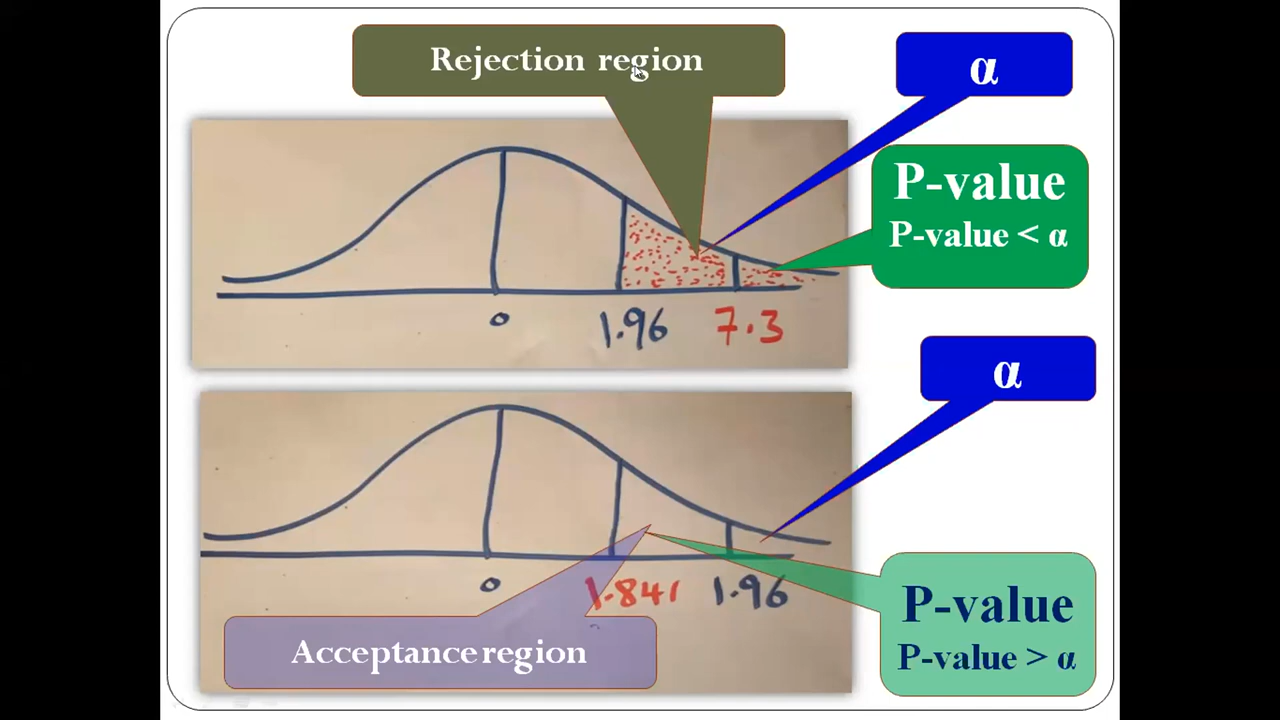 Rejection region
α
P-value
P-value < α
0
1.96
7.3
α
0
1.841
1.96
P-value
P-value > α
Acceptance region